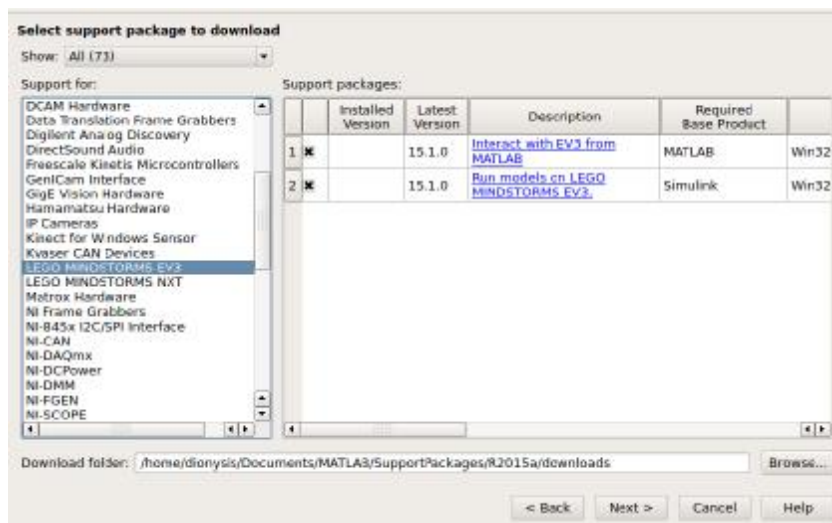 Select support package to download
Show: All (73)
Support for:
Support packages:
DCAM Hardware
Data Translation Frame Grabbers
Digilent Analog Discovery
DirectSound Audio
Freescale Kinetis Microcontrollers
GenICam Interface
GigE Vision Hardware
Hamamatsu Hardware
IP Cameras
Kinect for Windows Sensor
Kvaser CAN Devices
LEGO MINDSTORMS EV3
LEGO MINDSTORMS NXT
Matrox Hardware
NI Frame Grabbers
NI-845x I2C/SPI Interface
NI-CAN
NI-DAQmx
NI-DCPower
NI-DMM
NI-FGEN
NI-SCOPE
Installed Version Latest Version Description Required Base Product
1 15.1.0 Interact with EV3 from MATLAB MATLAB Win32
2 15.1.0 Run models on LEGO MINDSTORMS EV3. Simulink Win32
Download folder: /home/dionysis/Documents/MATLAB/SupportPackages/R2015a/downloads Browse...
< Back Next > Cancel Help